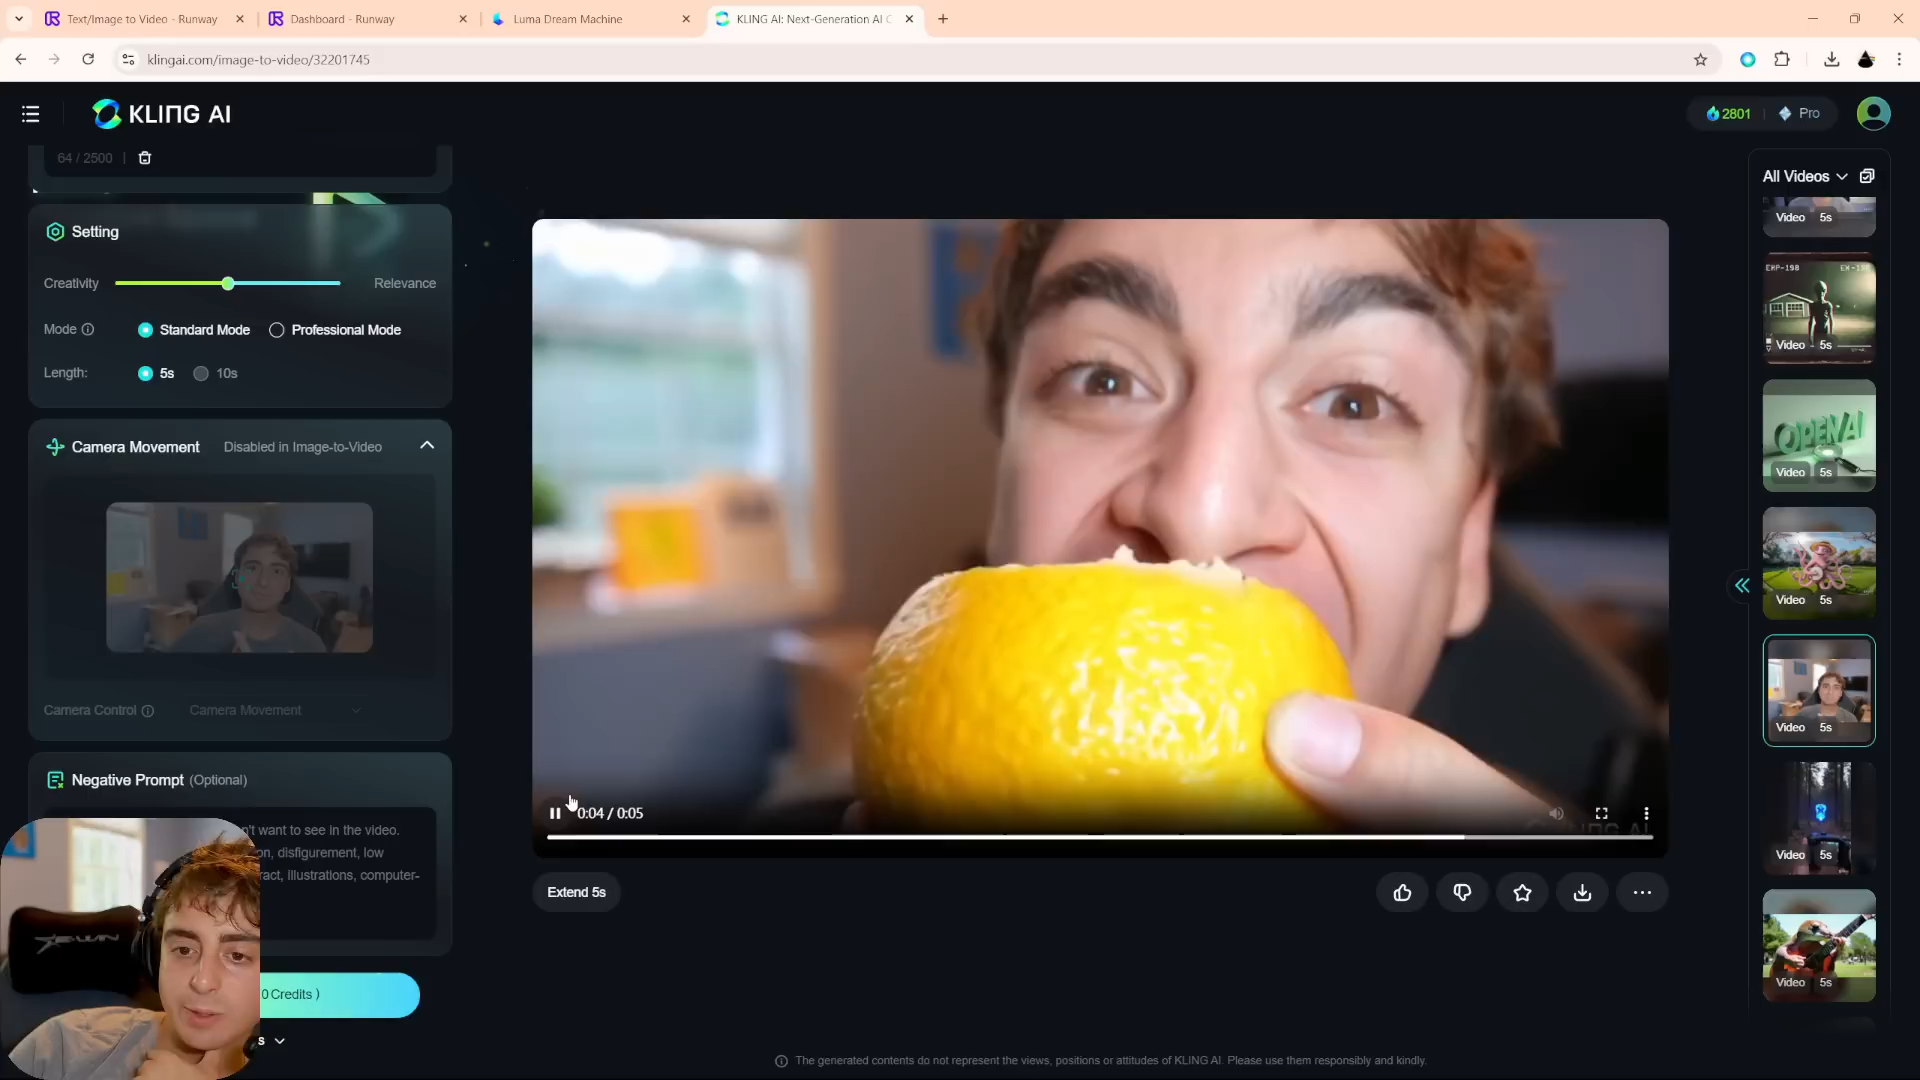 Text/Image to Video - Runway
Dashboard - Runway
Luma Dream Machine
KLING AI: Next-Generation AI C
klingai.com/image-to-video/32201745
KLING AI
2801
Pro
64 / 2500
All Videos
Video 5s
Setting
Creativity
Relevance
Mode
Standard Mode
Professional Mode
Length:
5s
10s
EMP-198
Video 5s
OPENAI
Video 5s
Camera Movement
Disabled in Image-to-Video
Video 5s
Camera Control
Camera Movement
Video 5s
Negative Prompt (Optional)
n't want to see in the video.
on, disfigurement, low
ract, illustrations, computer-
0:04 / 0:05
KLING AI
Video 5s
Extend 5s
0 Credits )
Video 5s
s
The generated contents do not represent the views, positions or attitudes of KLING AI. Please use them responsibly and kindly.